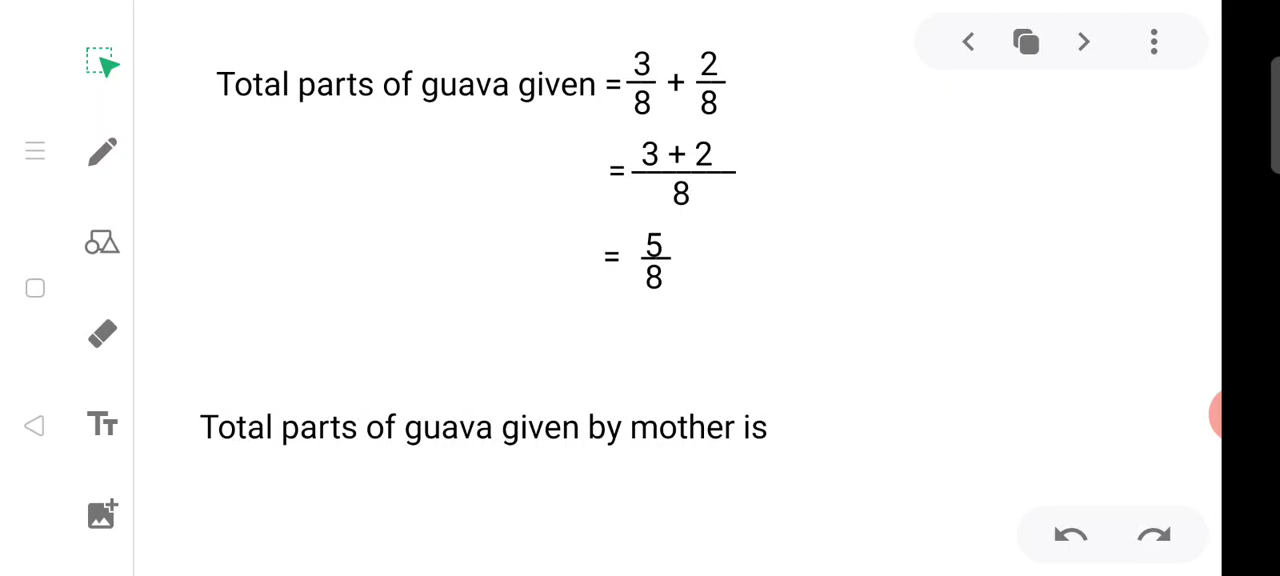 Total parts of guava given = 3/8 + 2/8
= 3 + 2 / 8
= 5/8
Total parts of guava given by mother is